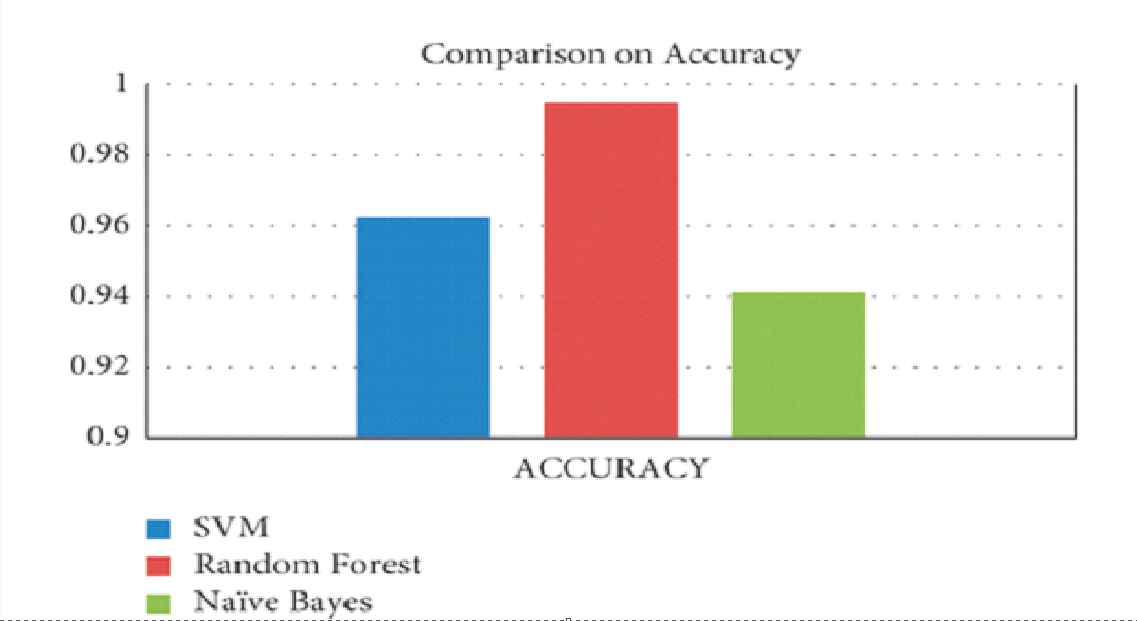 Comparison on Accuracy
1
0.98
0.96
0.94
0.92
0.9
ACCURACY
SVM
Random Forest
Naïve Bayes